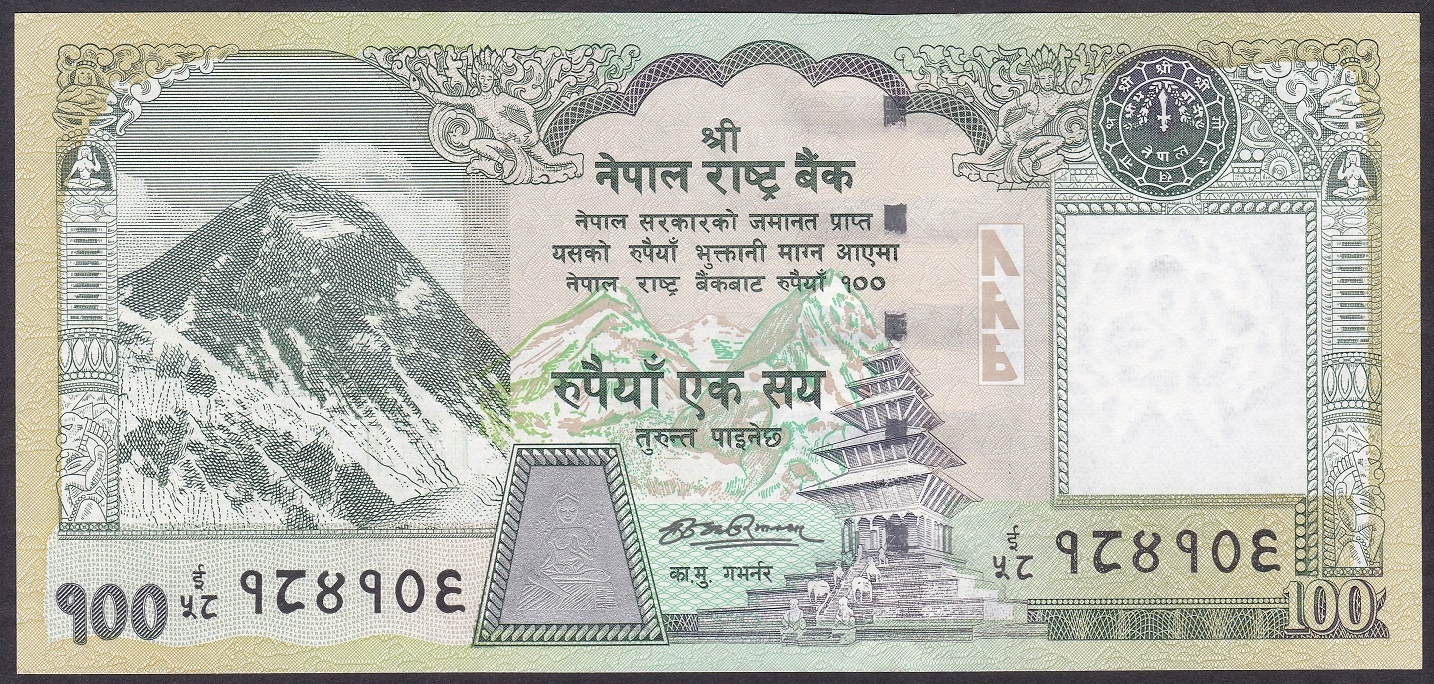 श्री
नेपाल राष्ट्र बैंक
नेपाल सरकारको जमानत प्राप्त
यसको रुपैयाँ भुक्तानी माग्न आएमा
नेपाल राष्ट्र बैंकबाट रुपैयाँ १००
रुपैयाँ एक सय
तुरुन्त पाइनेछ
का.मु. गभर्नर
१०० ई ५८ १८४१०६
ई ५८ १८४१०६
100
नेपाल